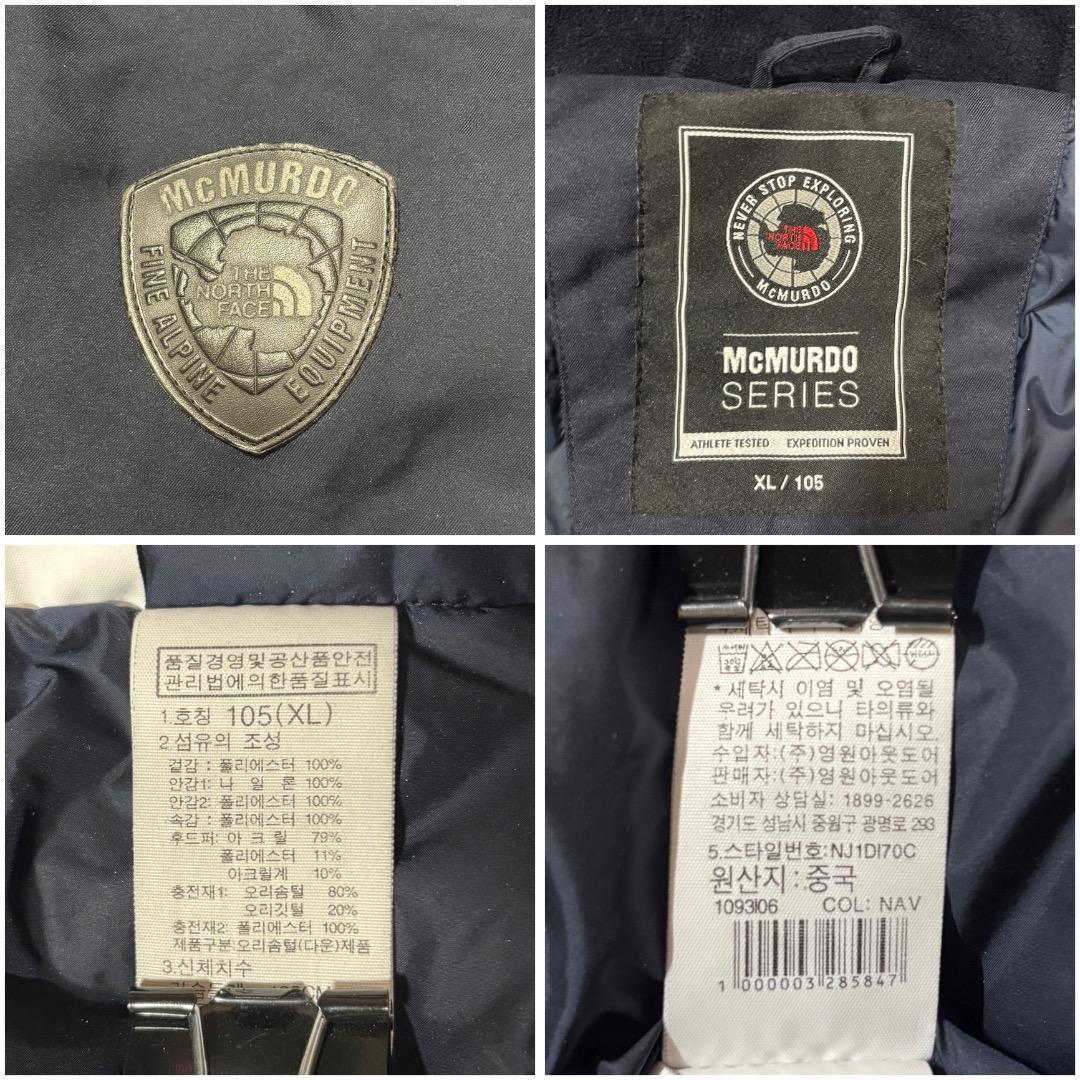 McMURDO
FINE ALPINE
EQUIPMENT
THE
NORTH
FACE
NEVER STOP EXPLORING
THE
NORTH
FACE
McMURDO
McMURDO
SERIES
ATHLETE TESTED EXPEDITION PROVEN
XL / 105
품질경영및공산품안전
관리법에의한품질표시
1.호칭 105(XL)
2.섬유의 조성
겉감 : 폴리에스터 100%
안감1: 나 일 론 100%
안감2: 폴리에스터 100%
속감 : 폴리에스터 100%
후드퍼: 아 크 릴 79%
폴리에스터 11%
아크릴계 10%
충전재1: 오리솜털 80%
오리깃털 20%
충전재2: 폴리에스터 100%
제품구분:오리솜털(다운)제품
3.신체치수
* 세탁시 이염 및 오염될
우려가 있으니 타의류와
함께 세탁하지 마십시오.
수입자:(주)영원아웃도어
판매자:(주)영원아웃도어
소비자 상담실: 1899-2626
경기도 성남시 중원구 광명로 293
5.스타일번호:NJ1DI70C
원산지 : 중국
1093I06 COL: NAV
1 000003 285847